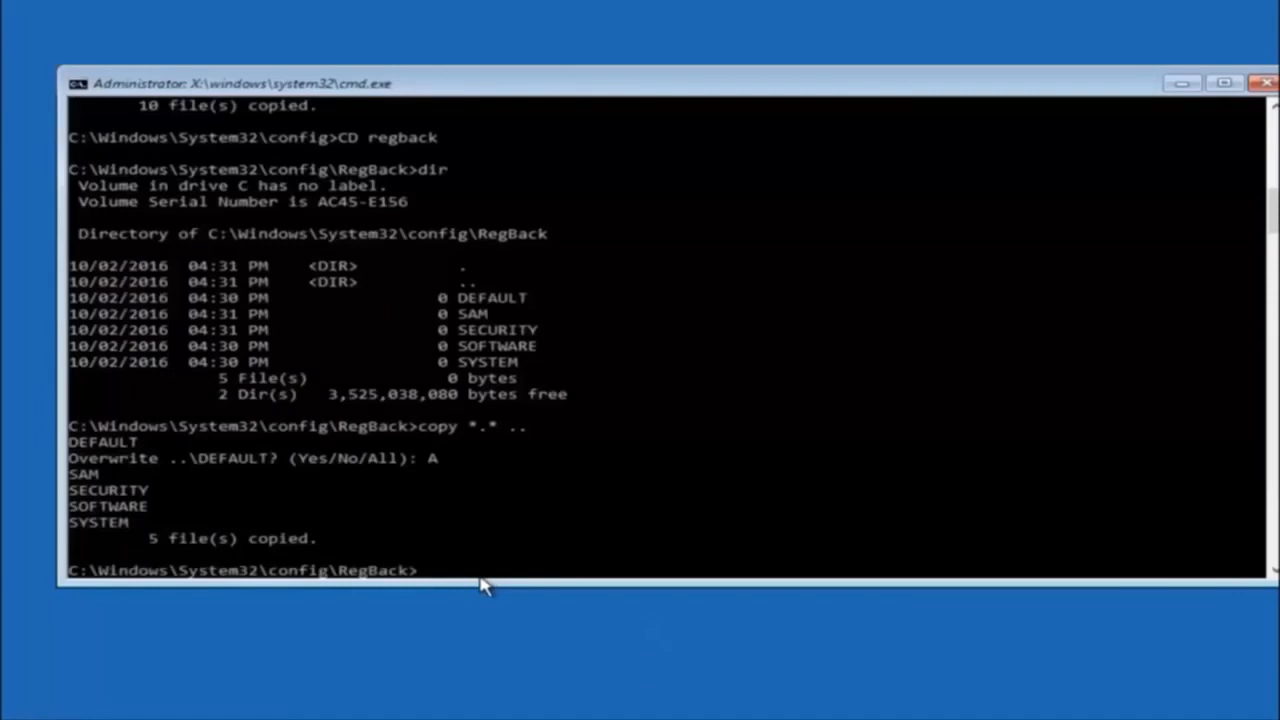 Administrator: X:\windows\system32\cmd.exe
10 file(s) copied.
C:\Windows\System32\config>CD regback
C:\Windows\System32\config\RegBack>dir
Volume in drive C has no label.
Volume Serial Number is AC45-E156
Directory of C:\Windows\System32\config\RegBack
10/02/2016 04:31 PM <DIR> .
10/02/2016 04:31 PM <DIR> ..
10/02/2016 04:30 PM 0 DEFAULT
10/02/2016 04:31 PM 0 SAM
10/02/2016 04:31 PM 0 SECURITY
10/02/2016 04:30 PM 0 SOFTWARE
10/02/2016 04:30 PM 0 SYSTEM
5 File(s) 0 bytes
2 Dir(s) 3,525,038,080 bytes free
C:\Windows\System32\config\RegBack>copy *.* ..
DEFAULT
Overwrite ..\DEFAULT? (Yes/No/All): A
SAM
SECURITY
SOFTWARE
SYSTEM
5 file(s) copied.
C:\Windows\System32\config\RegBack>